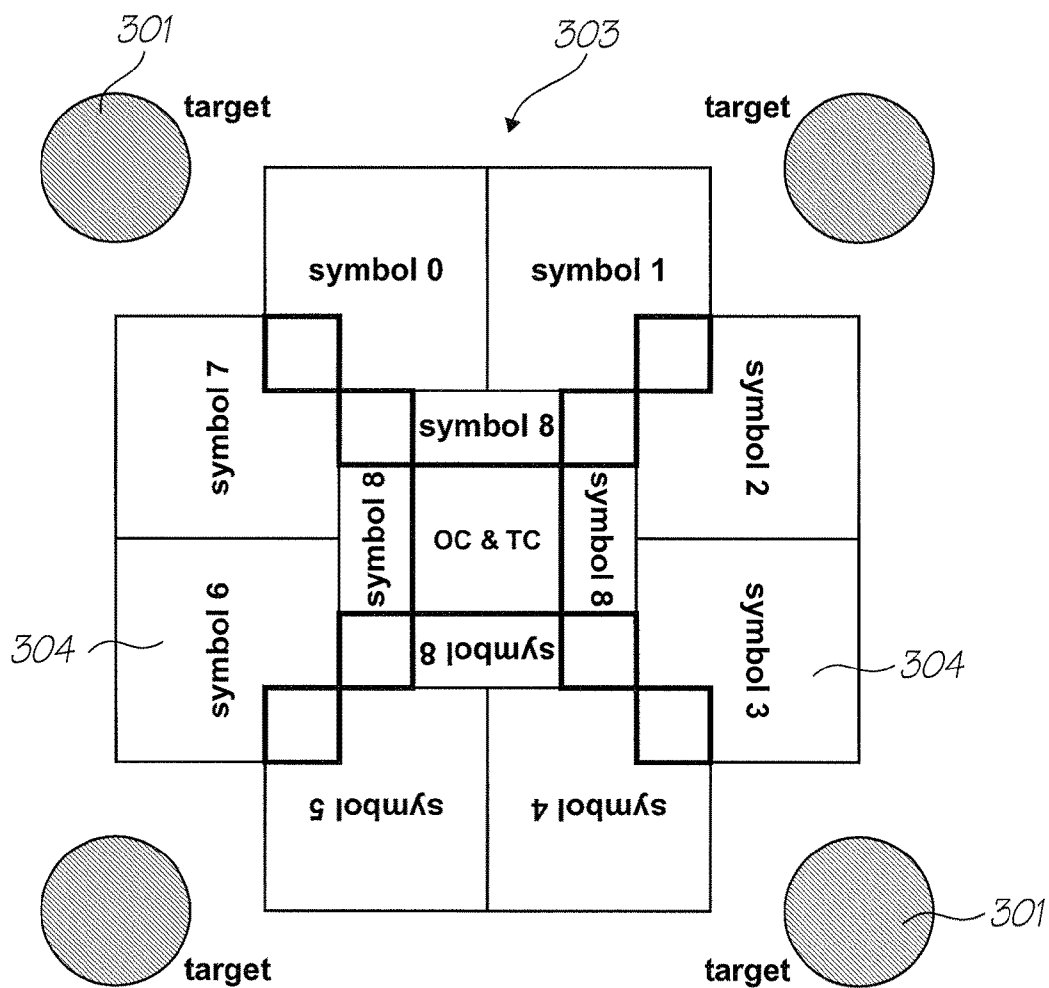 301
303
target
target
symbol 0
symbol 1
symbol 7
symbol 2
symbol 8
symbol 8
OC & TC
symbol 8
symbol 6
symbol 3
304
304
symbol 8
symbol 5
symbol 4
301
target
target